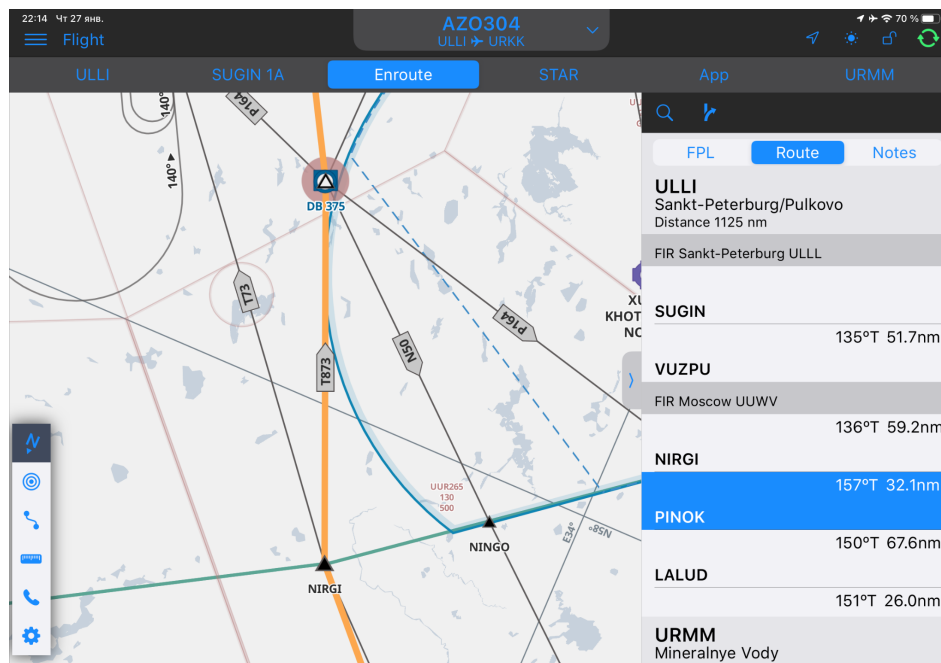 22:14 Чт 27 янв.
70 %
Flight
AZO304
ULLI ✈ URKK
ULLI
SUGIN 1A
Enroute
STAR
App
URMM
140°
140°
P164
DB 375
T73
P164
N50
T873
XU
KHOT
NO
UUR265
130
500
NINGO
NIRGI
E34°
N58°
FPL
Route
Notes
ULLI
Sankt-Peterburg/Pulkovo
Distance 1125 nm
FIR Sankt-Peterburg ULLL
SUGIN
135°T 51.7nm
VUZPU
FIR Moscow UUWV
136°T 59.2nm
NIRGI
157°T 32.1nm
PINOK
150°T 67.6nm
LALUD
151°T 26.0nm
URMM
Mineralnye Vody